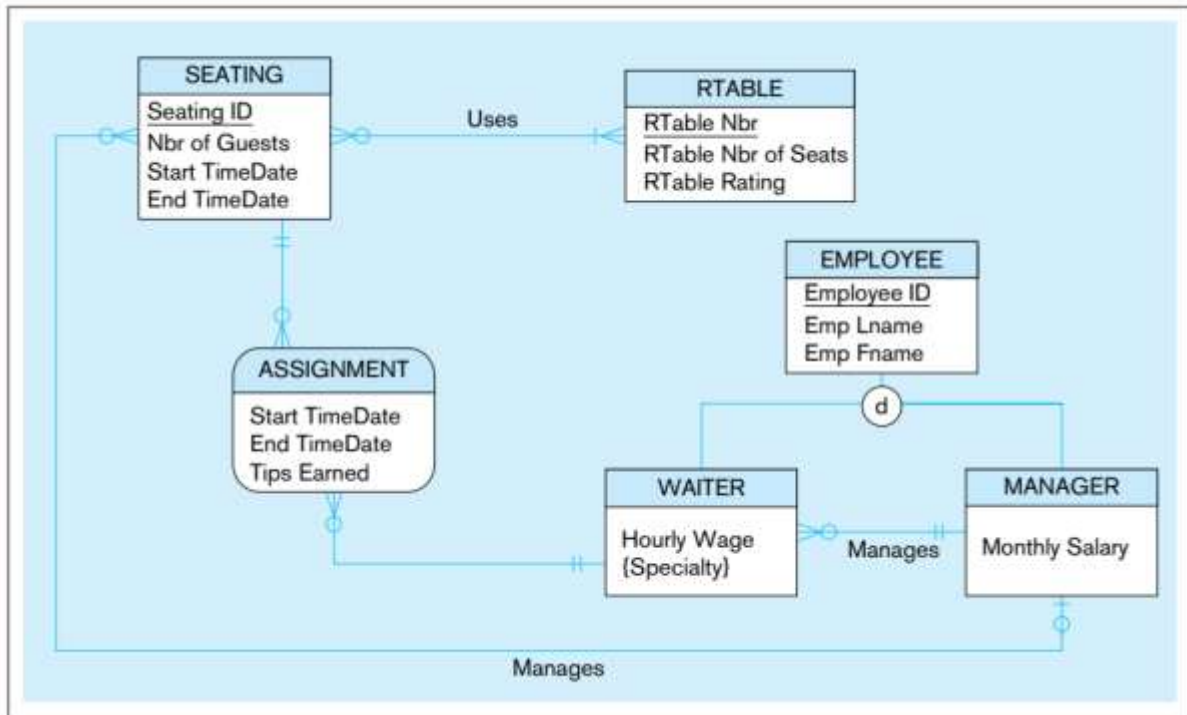 SEATING
Seating ID
Nbr of Guests
Start TimeDate
End TimeDate
Uses
RTABLE
RTable Nbr
RTable Nbr of Seats
RTable Rating
EMPLOYEE
Employee ID
Emp Lname
Emp Fname
d
ASSIGNMENT
Start TimeDate
End TimeDate
Tips Earned
WAITER
Hourly Wage
{Specialty}
Manages
MANAGER
Monthly Salary
Manages